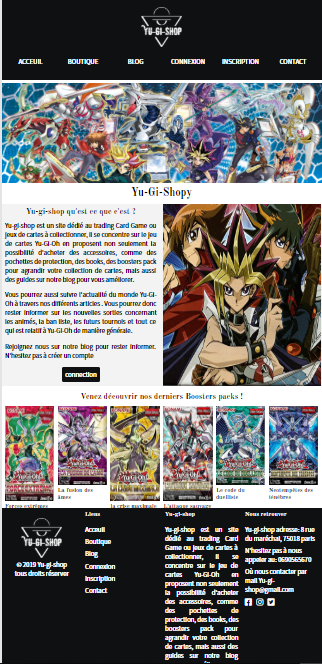 YU-GI-SHOP
ACCEUIL BOUTIQUE BLOG CONNEXION INSCRIPTION CONTACT
Yu-Gi-Shopy
Yu-gi-shop qu'est ce que c'est ?
Yu-gi-shop est un site dédié au trading Card Game ou
jeux de cartes à collectionner, il se concentre sur le jeu
de cartes Yu-Gi-Oh en proposent non seulement la
possibilité d'acheter des accessoires, comme des
pochettes de protection, des books, des boosters pack
pour agrandir votre collection de cartes, mais aussi
des guides sur notre blog pour vous améliorer.
Vous pourrez aussi suivre l'actualité du monde Yu-Gi-
Oh à travers nos différents articles . Vous pourrez donc
rester informer sur les nouvelles sorties concernant
les animés, la ban liste, les futurs tournois et tout ce
qui est relatif à Yu-Gi-Oh de manière générale.
Rejoignez nous sur notre blog pour rester informer.
N'hesitez pas à créer un compte
connection
Venez découvrir nos derniers Boosters packs !
Forces extrêmes
La fusion des
âmes
la crise maximale
L'attaque sauvage
Le code du
duelliste
Neotempêtes des
ténèbres
YU-GI-SHOP
© 2019 Yu-gi-shop
tous droits réserver
Liens
Acceuil
Boutique
Blog
Connexion
Inscription
Contact
Yu-gi-shop
Yu-gi-shop est un site
dédié au trading Card
Game ou jeux de cartes à
collectionner, il se
concentre sur le jeu de
cartes Yu-Gi-Oh en
proposent non seulement
la possibilité d'acheter
des accessoires, comme
des pochettes de
protection, des books, des
boosters pack pour
agrandir votre collection
de cartes, mais aussi des
guides sur notre blog
Nous retrouver
Yu-gi-shop adresse: 8 rue
du maréchal, 75018 paris
N'hesitez pas à nous
appeler au: 0690565670
Où nous contacter par
mail Yu-gi-
shop@gmail.com